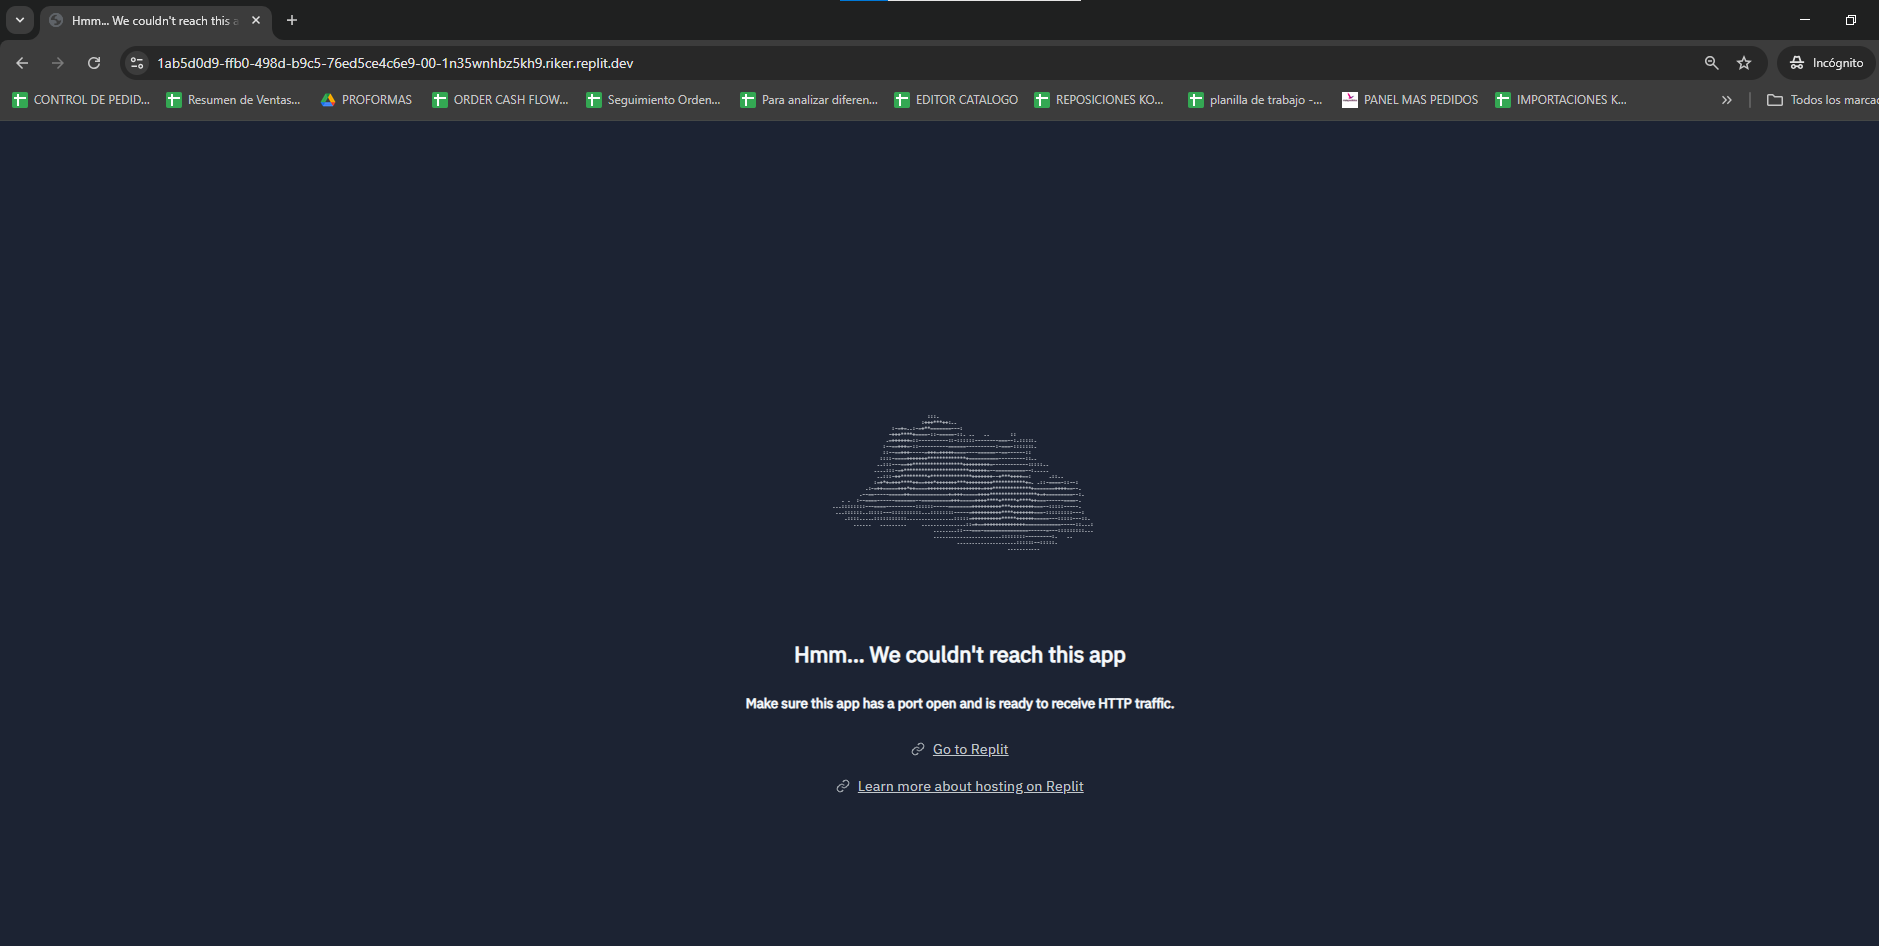 Hmm... We couldn't reach this a
1ab5d0d9-ffb0-498d-b9c5-76ed5ce4c6e9-00-1n35wnhbz5kh9.riker.replit.dev
Incógnito
CONTROL DE PEDID...
Resumen de Ventas...
PROFORMAS
ORDER CASH FLOW...
Seguimiento Orden...
Para analizar diferen...
EDITOR CATALOGO
REPOSICIONES KO...
planilla de trabajo -...
PANEL MAS PEDIDOS
IMPORTACIONES K...
Todos los marcad
Hmm... We couldn't reach this app
Make sure this app has a port open and is ready to receive HTTP traffic.
Go to Replit
Learn more about hosting on Replit